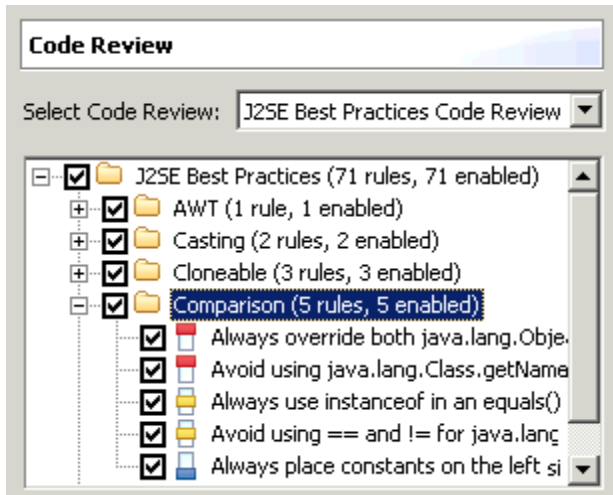 Code Review
Select Code Review: J2SE Best Practices Code Review
J2SE Best Practices (71 rules, 71 enabled)
AWT (1 rule, 1 enabled)
Casting (2 rules, 2 enabled)
Cloneable (3 rules, 3 enabled)
Comparison (5 rules, 5 enabled)
Always override both java.lang.Obje
Avoid using java.lang.Class.getName
Always use instanceof in an equals()
Avoid using == and != for java.lang
Always place constants on the left si